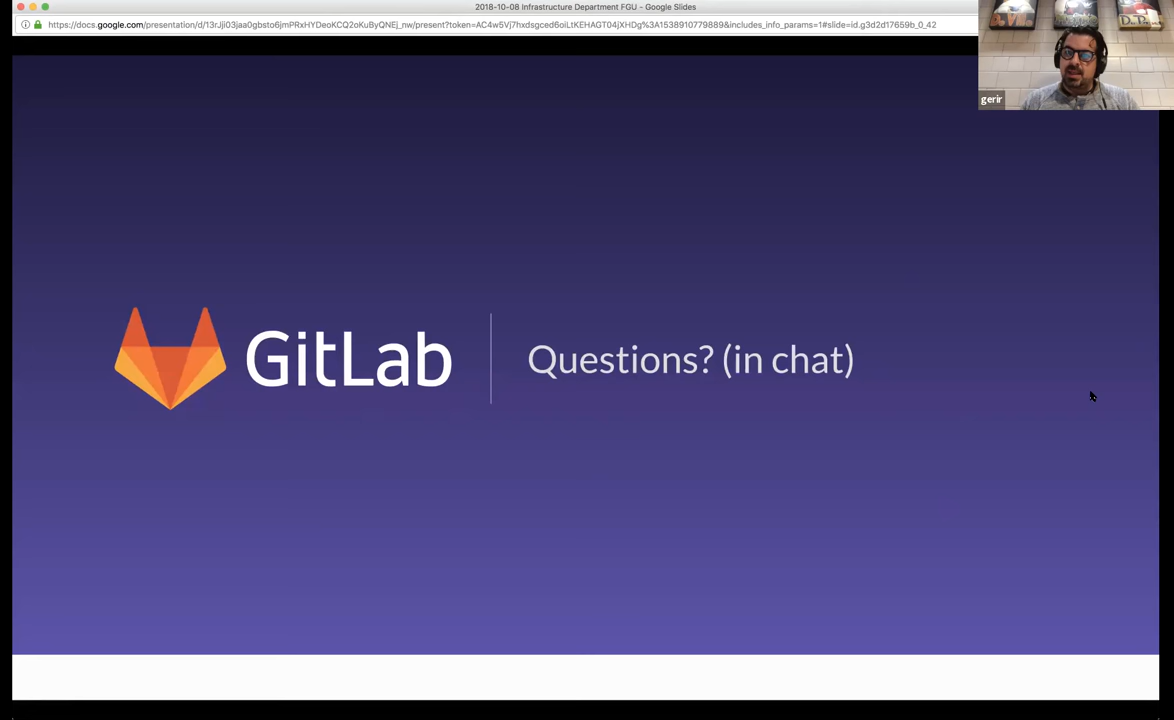 2018-10-08 Infrastructure Department FGU - Google Slides
https://docs.google.com/presentation/d/13rJji03jaa0gbsto6jmPRxHYDeoKCQ2oKuByQNEj_nw/present?token=AC4w5Vj7hxdsgced6oiLtKEHAGT04jXHDg%3A1538910779889&includes_info_params=1#slide=id.g3d2d17659b_0_42
gerir
GitLab
Questions? (in chat)